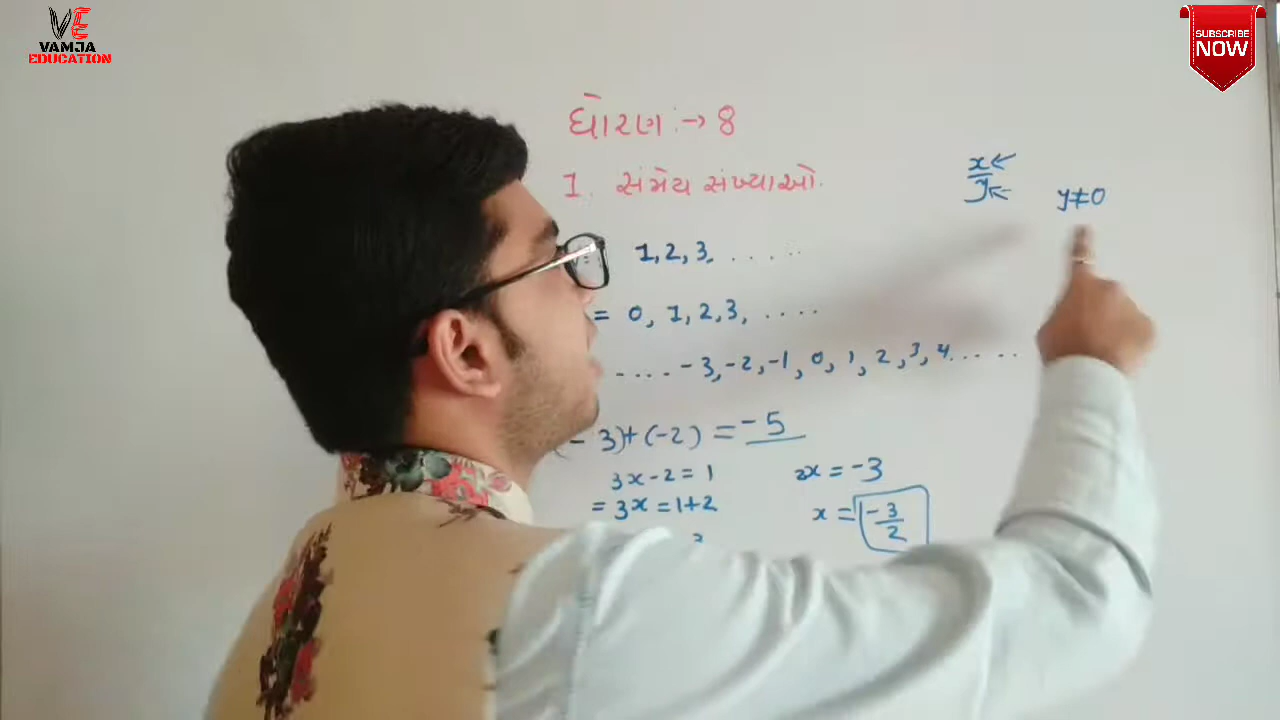 VE
VAMJA
EDUCATION
SUBSCRIBE
NOW
ધોરણ :→ 8
1. સંમેય સંખ્યાઓ.
x ←
y ←
y≠0
1, 2, 3, . . . . .
= 0, 1, 2, 3, . . . .
. . . . -3, -2, -1, 0, 1, 2, 3, 4. . . . .
(-3)+(-2) = -5
3x-2=1
= 3x = 1+2
2x = -3
x = -3/2